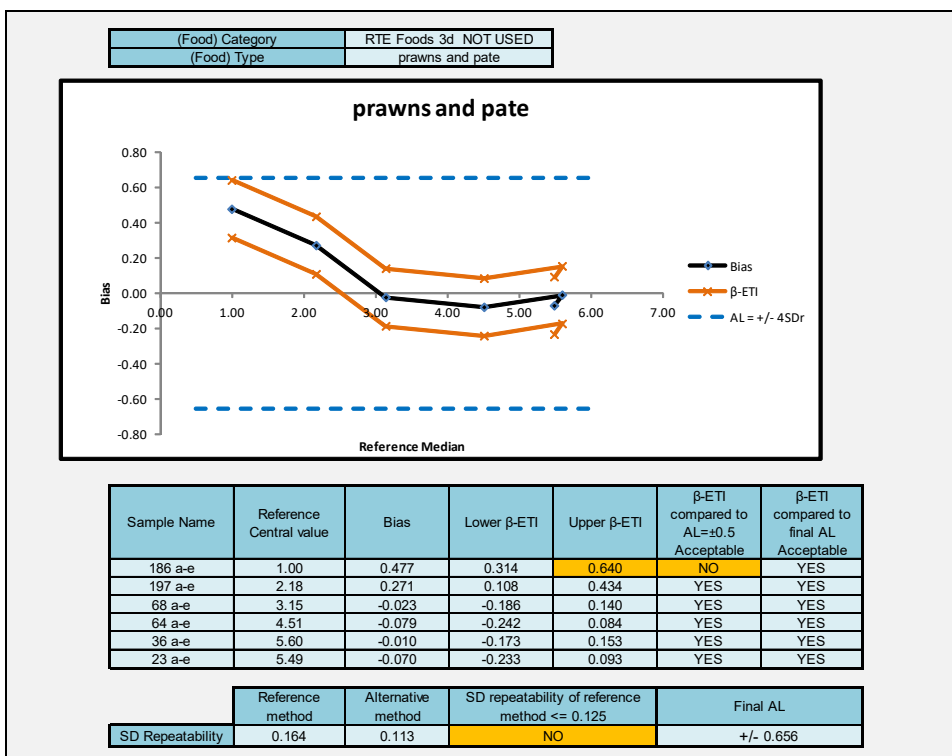 (Food) Category RTE Foods 3d NOT USED
(Food) Type prawns and pate
prawns and pate
0.80
0.60
0.40
0.20
0.00
-0.20
-0.40
-0.60
-0.80
0.00 1.00 2.00 3.00 4.00 5.00 6.00 7.00
Bias
Reference Median
Bias
β-ETI
AL = +/- 4SDr
Sample Name Reference Central value Bias Lower β-ETI Upper β-ETI β-ETI compared to AL=±0.5 Acceptable β-ETI compared to final AL Acceptable
186 a-e 1.00 0.477 0.314 0.640 NO YES
197 a-e 2.18 0.271 0.108 0.434 YES YES
68 a-e 3.15 -0.023 -0.186 0.140 YES YES
64 a-e 4.51 -0.079 -0.242 0.084 YES YES
36 a-e 5.60 -0.010 -0.173 0.153 YES YES
23 a-e 5.49 -0.070 -0.233 0.093 YES YES
Reference method Alternative method SD repeatability of reference method <= 0.125 Final AL
SD Repeatability 0.164 0.113 NO +/- 0.656